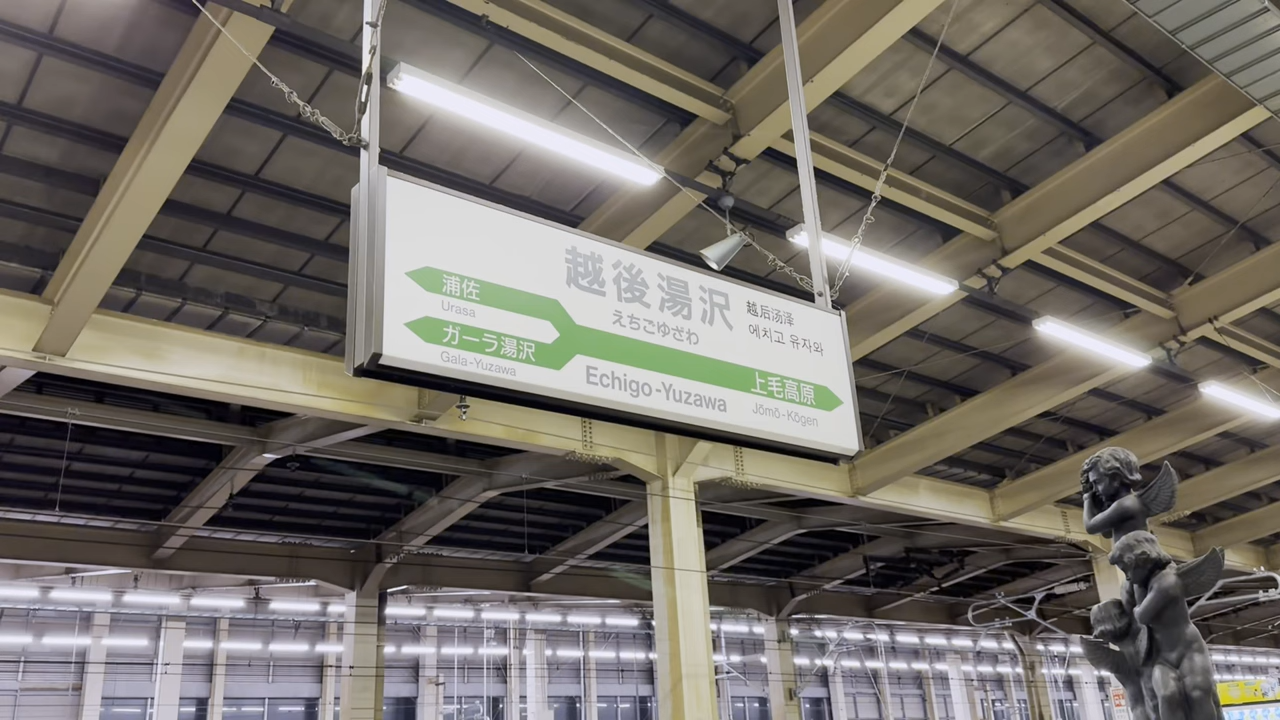 越後湯沢
えちごゆざわ
越后汤泽
에치고 유자와
浦佐
Urasa
ガーラ湯沢
Gala-Yuzawa
Echigo-Yuzawa
上毛高原
Jōmō-Kōgen